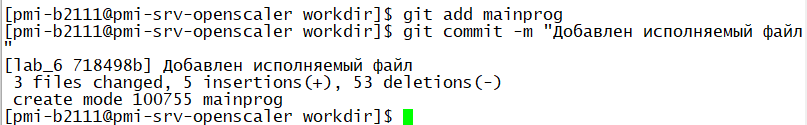 [pmi-b2111@pmi-srv-openscaler workdir]$ git add mainprog
[pmi-b2111@pmi-srv-openscaler workdir]$ git commit -m "Добавлен исполняемый файл
"
[lab_6 718498b] Добавлен исполняемый файл
 3 files changed, 5 insertions(+), 53 deletions(-)
 create mode 100755 mainprog
[pmi-b2111@pmi-srv-openscaler workdir]$